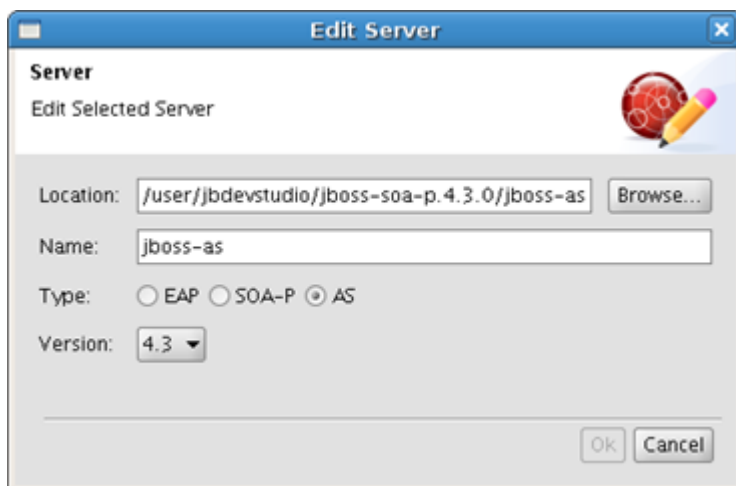 Edit Server
Server
Edit Selected Server
Location: /user/jbdevstudio/jboss-soa-p.4.3.0/jboss-as Browse...
Name: jboss-as
Type: EAP SOA-P AS
Version: 4.3
Ok Cancel